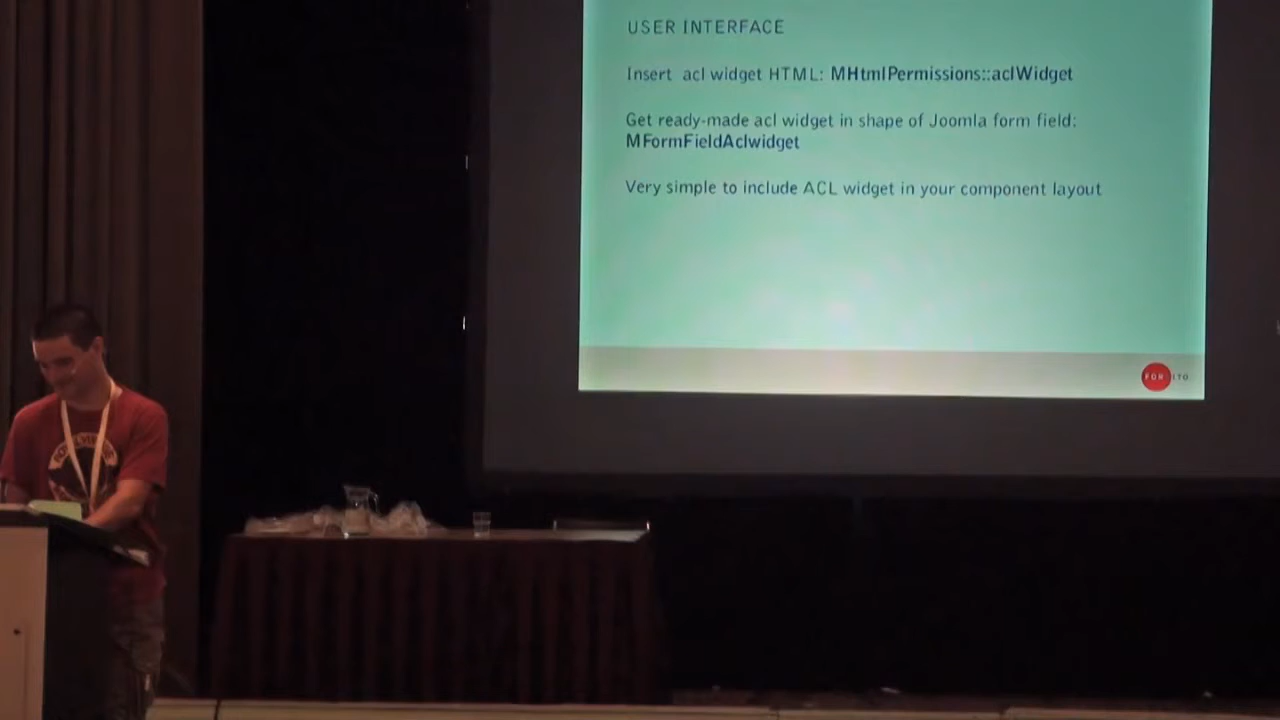 USER INTERFACE
Insert acl widget HTML: MHtmlPermissions::aclWidget
Get ready-made acl widget in shape of Joomla form field:
MFormFieldAclwidget
Very simple to include ACL widget in your component layout